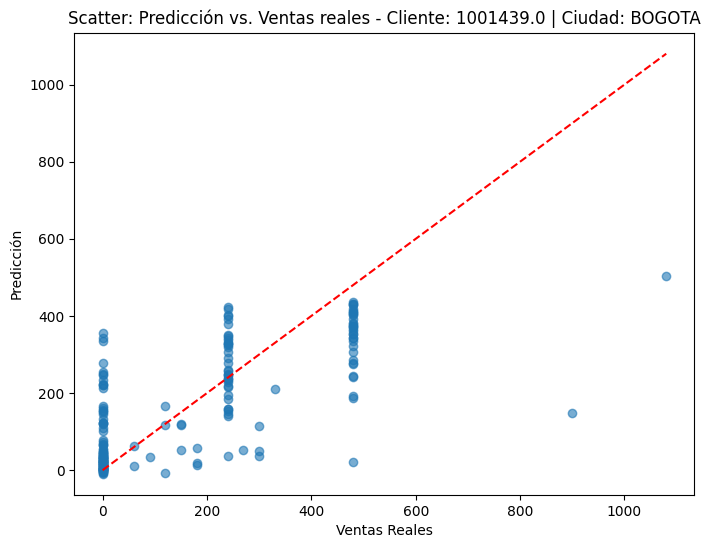 Scatter: Predicción vs. Ventas reales - Cliente: 1001439.0 | Ciudad: BOGOTA
1000
800
600
400
200
0
Predicción
0 200 400 600 800 1000
Ventas Reales